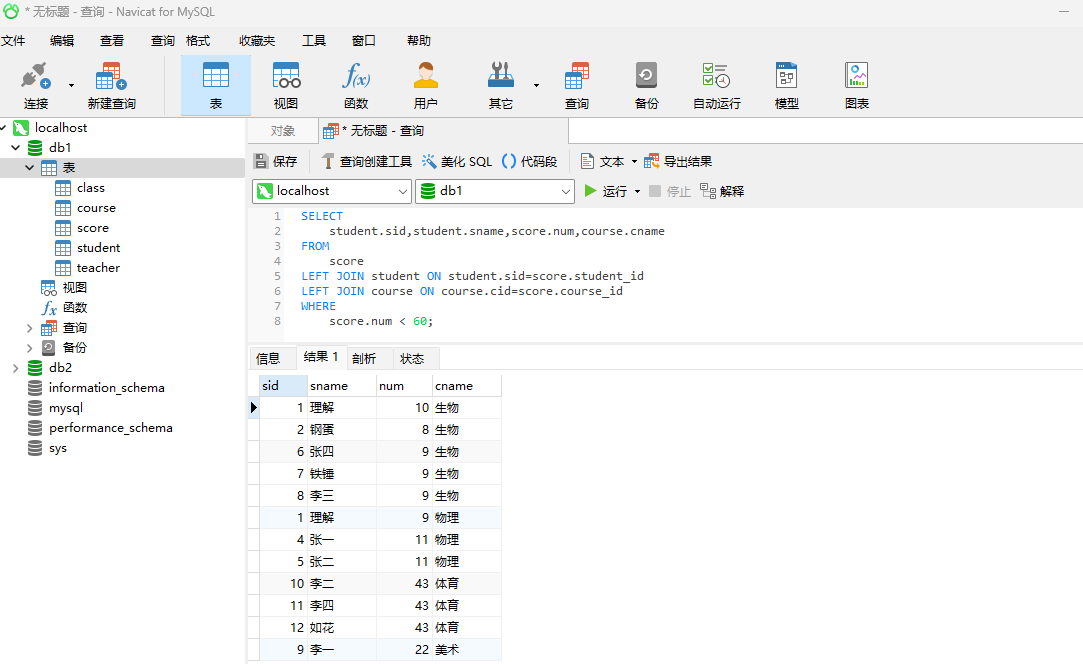 * 无标题 - 查询 - Navicat for MySQL
文件 编辑 查看 查询 格式 收藏夹 工具 窗口 帮助
连接 新建查询 表 视图 函数 用户 其它 查询 备份 自动运行 模型 图表
localhost
db1
表
class
course
score
student
teacher
视图
函数
查询
备份
db2
information_schema
mysql
performance_schema
sys
对象 * 无标题 - 查询
保存 查询创建工具 美化 SQL 代码段 文本 导出结果
localhost db1 运行 停止 解释
1 SELECT
2 student.sid,student.sname,score.num,course.cname
3 FROM
4 score
5 LEFT JOIN student ON student.sid=score.student_id
6 LEFT JOIN course ON course.cid=score.course_id
7 WHERE
8 score.num < 60;
信息 结果 1 剖析 状态
sid sname num cname
1 理解 10 生物
2 钢蛋 8 生物
6 张四 9 生物
7 铁锤 9 生物
8 李三 9 生物
1 理解 9 物理
4 张一 11 物理
5 张二 11 物理
10 李二 43 体育
11 李四 43 体育
12 如花 43 体育
9 李一 22 美术